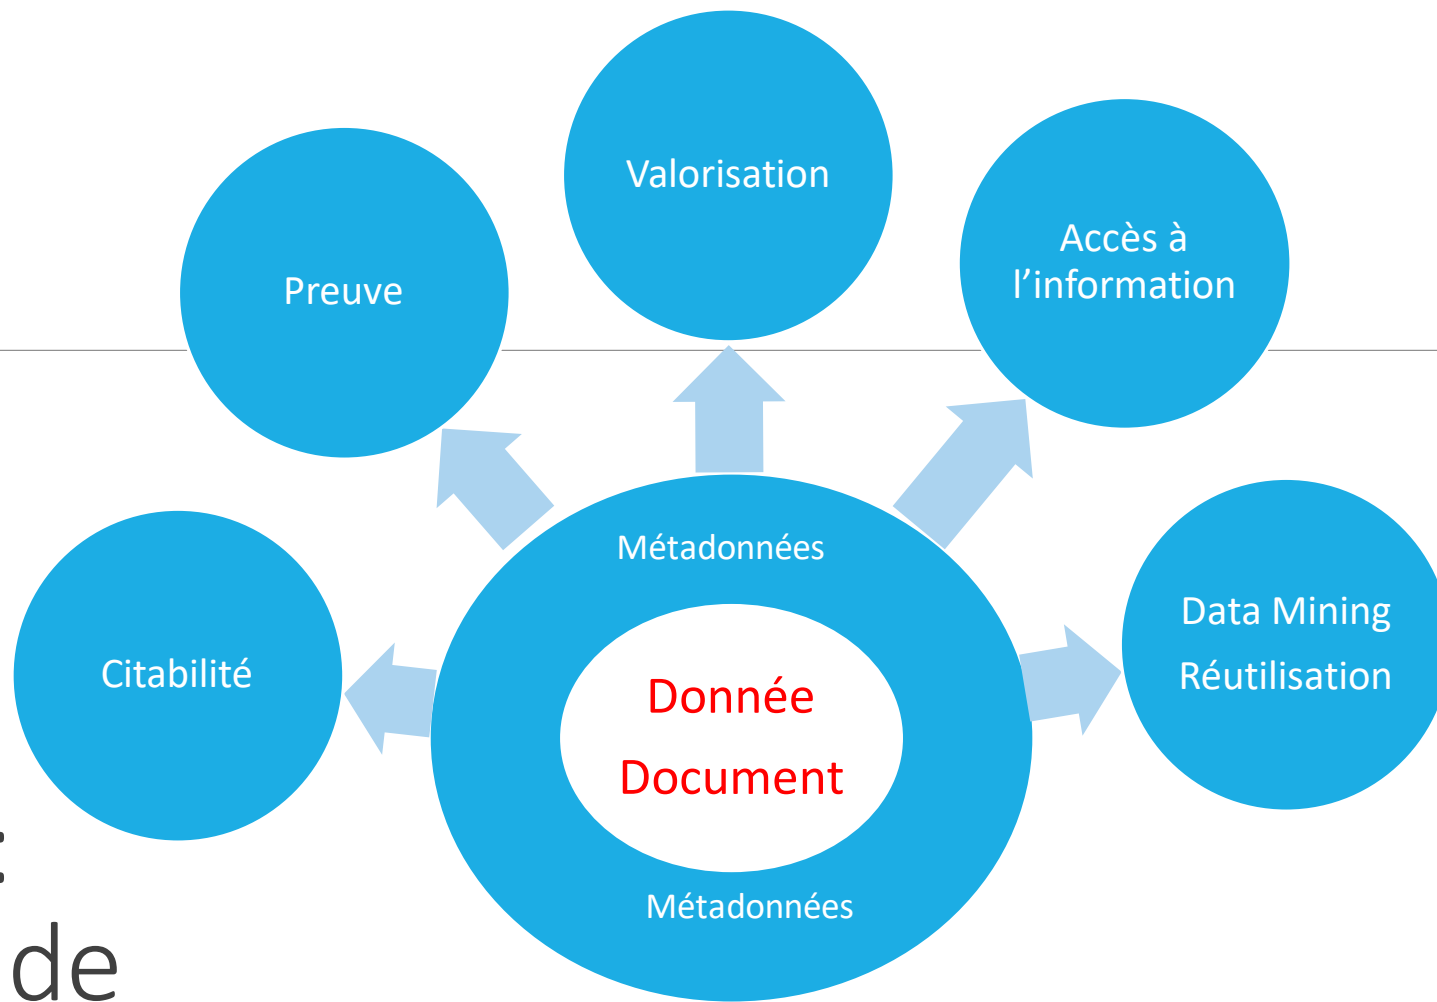 Valorisation
Accès à
l’information
Preuve
Métadonnées
Data Mining
Réutilisation
Citabilité
Donnée
Document
Métadonnées
:
de